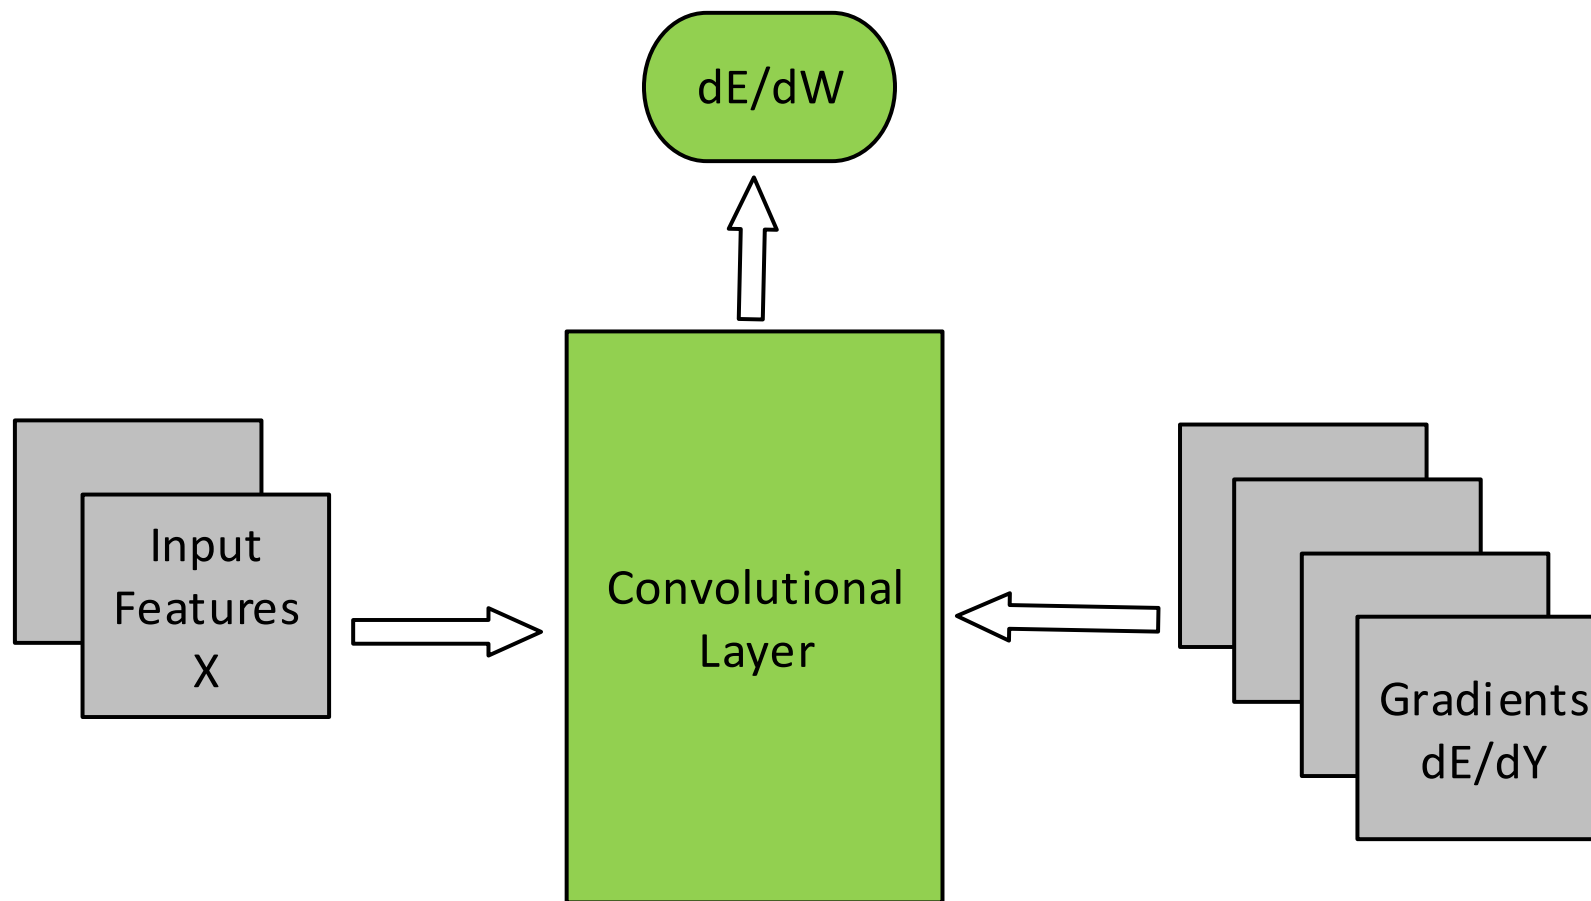 dE/dW
Input
Features
X
Convolutional
Layer
Gradients
dE/dY